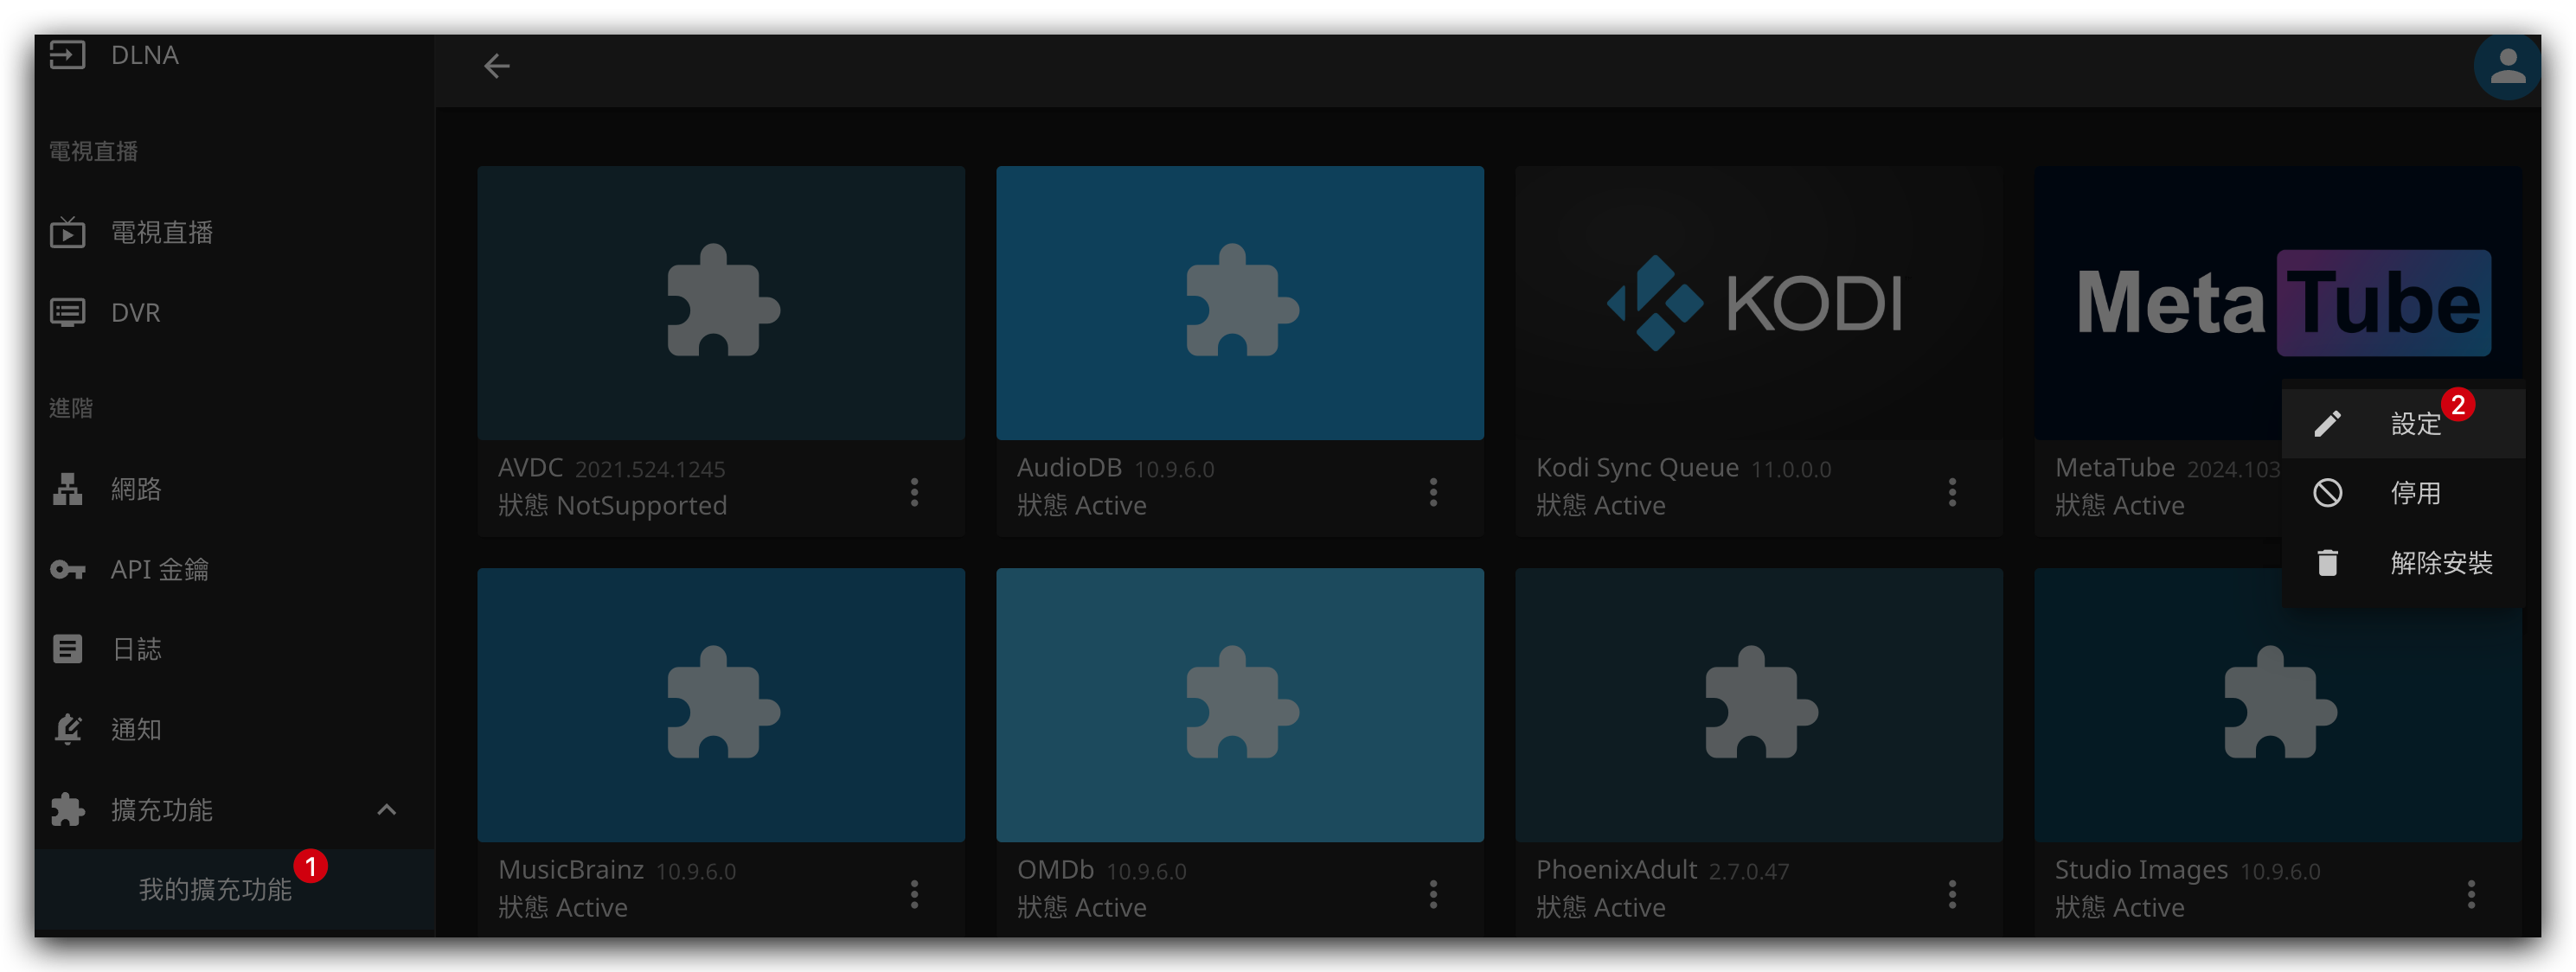 DLNA
電視直播
電視直播
DVR
進階
網路
API 金鑰
日誌
通知
擴充功能
我的擴充功能
1
KODI
MetaTube
AVDC 2021.524.1245
狀態 NotSupported
AudioDB 10.9.6.0
狀態 Active
Kodi Sync Queue 11.0.0.0
狀態 Active
MetaTube 2024.103
狀態 Active
設定
2
停用
解除安裝
MusicBrainz 10.9.6.0
狀態 Active
OMDb 10.9.6.0
狀態 Active
PhoenixAdult 2.7.0.47
狀態 Active
Studio Images 10.9.6.0
狀態 Active